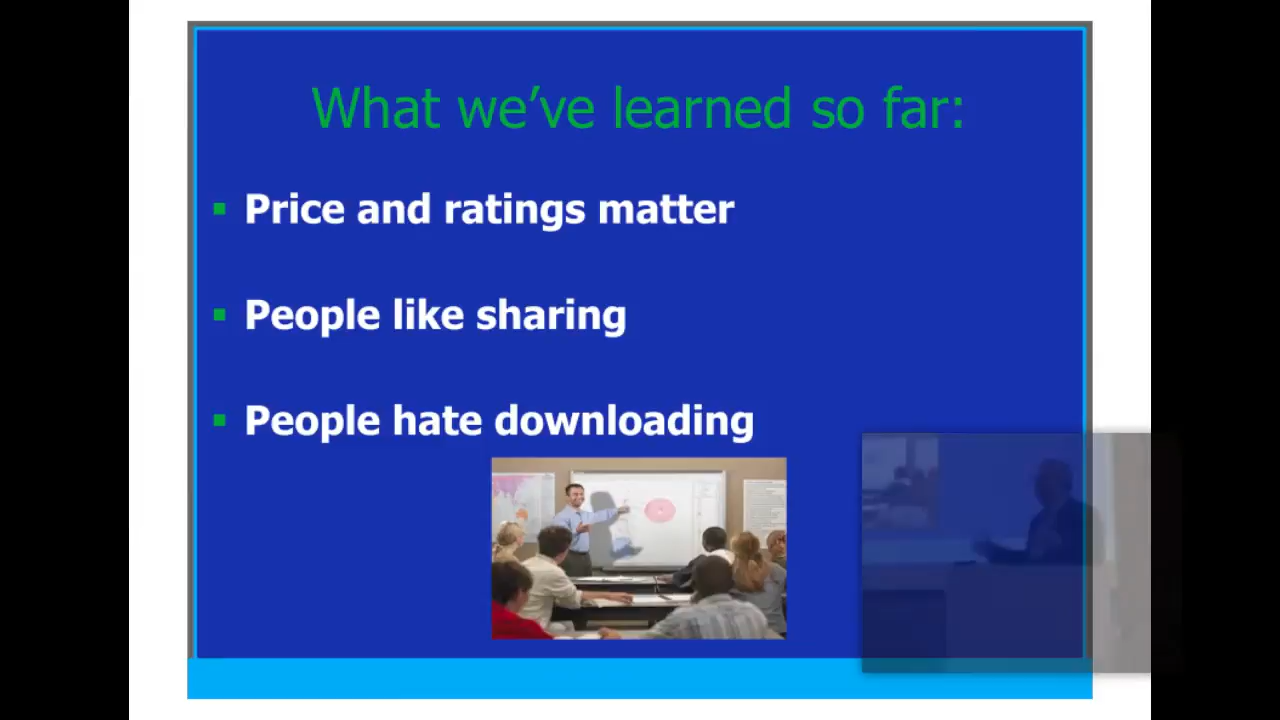 What we’ve learned so far:
Price and ratings matter
People like sharing
People hate downloading